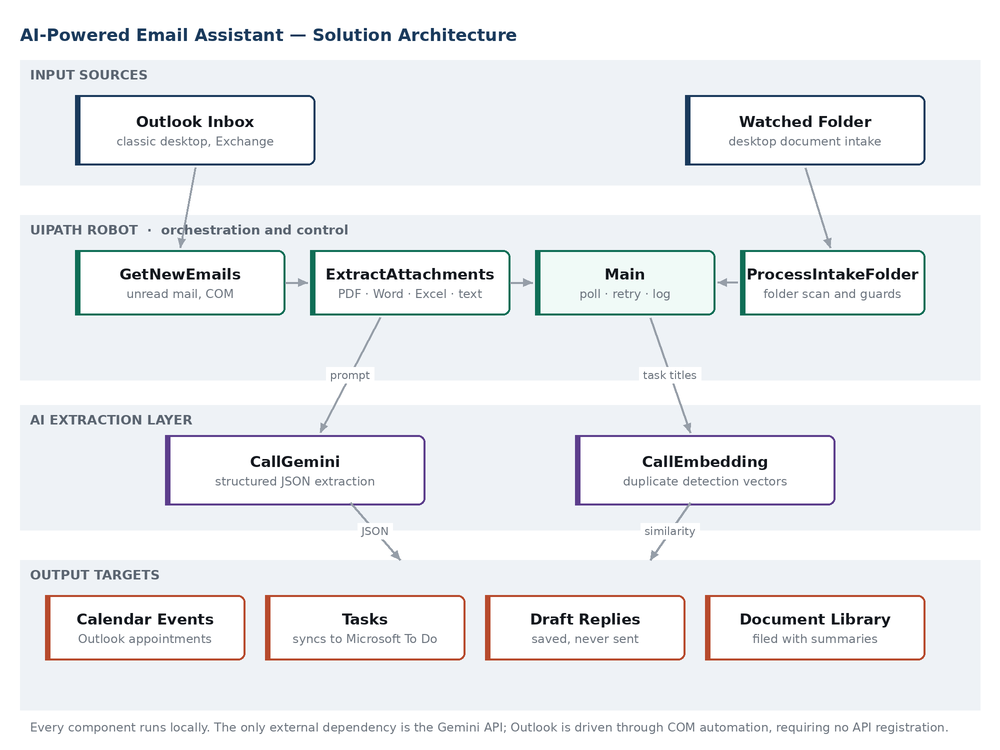 AI-Powered Email Assistant — Solution Architecture
INPUT SOURCES
Outlook Inbox
classic desktop, Exchange
Watched Folder
desktop document intake
UIPATH ROBOT · orchestration and control
GetNewEmails
unread mail, COM
ExtractAttachments
PDF · Word · Excel · text
Main
poll · retry · log
ProcessIntakeFolder
folder scan and guards
prompt
task titles
AI EXTRACTION LAYER
CallGemini
structured JSON extraction
CallEmbedding
duplicate detection vectors
JSON
similarity
OUTPUT TARGETS
Calendar Events
Outlook appointments
Tasks
syncs to Microsoft To Do
Draft Replies
saved, never sent
Document Library
filed with summaries
Every component runs locally. The only external dependency is the Gemini API; Outlook is driven through COM automation, requiring no API registration.